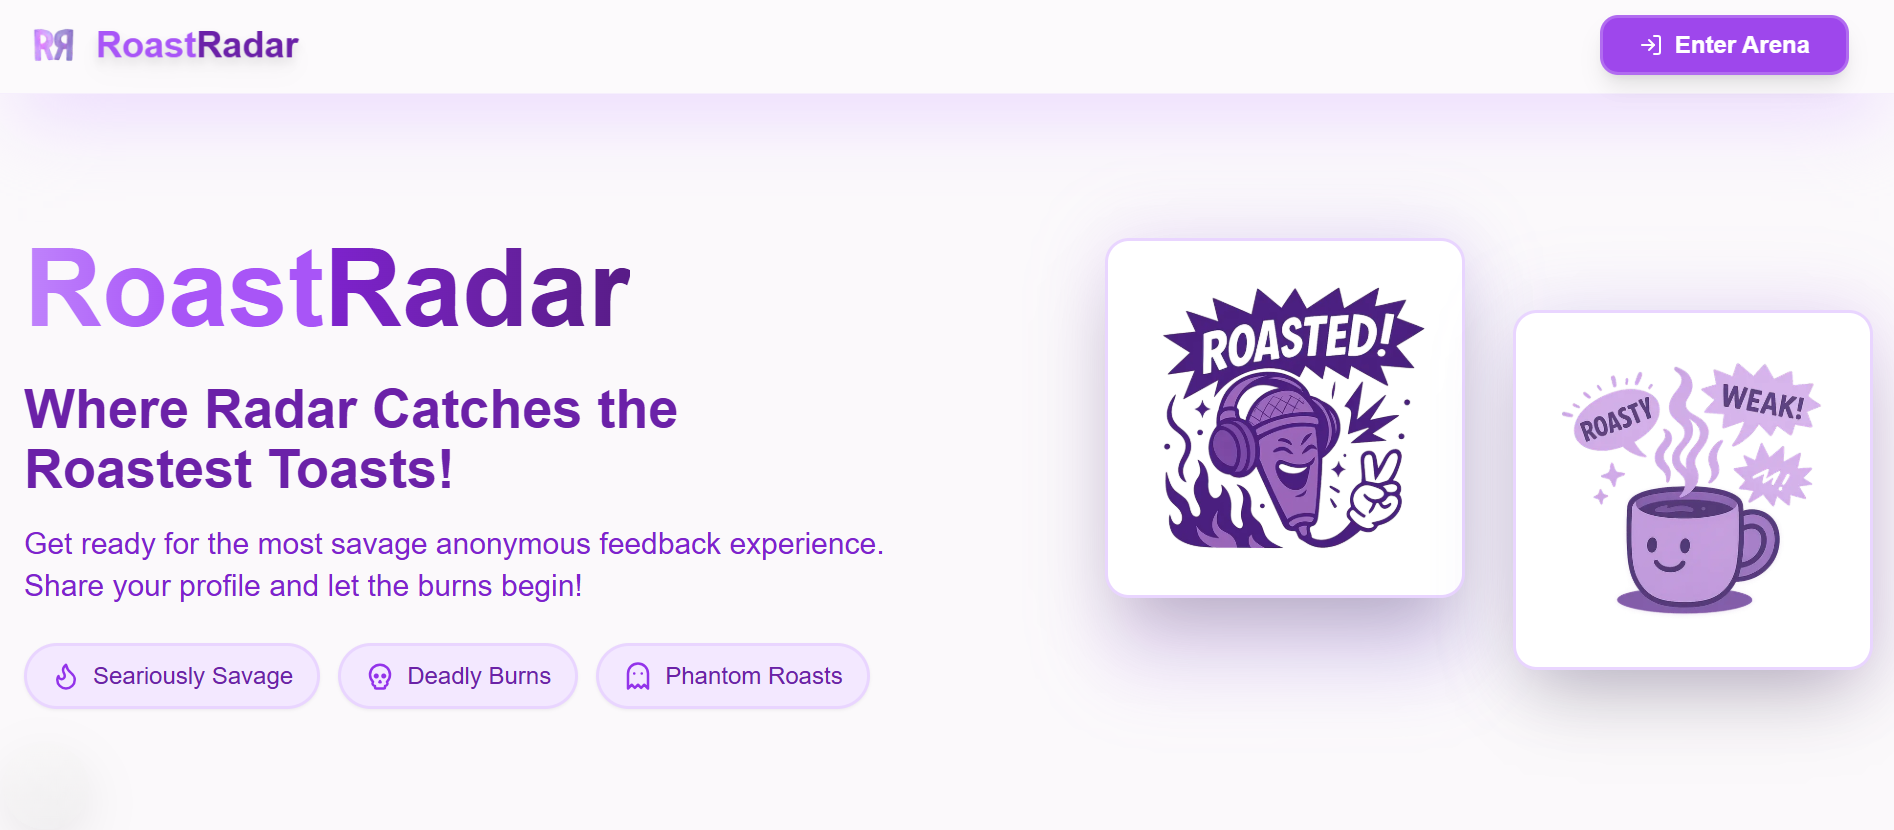 RR RoastRadar
Enter Arena
RoastRadar
Where Radar Catches the
Roastest Toasts!
Get ready for the most savage anonymous feedback experience.
Share your profile and let the burns begin!
Seariously Savage
Deadly Burns
Phantom Roasts
ROASTED!
ROASTY
WEAK!